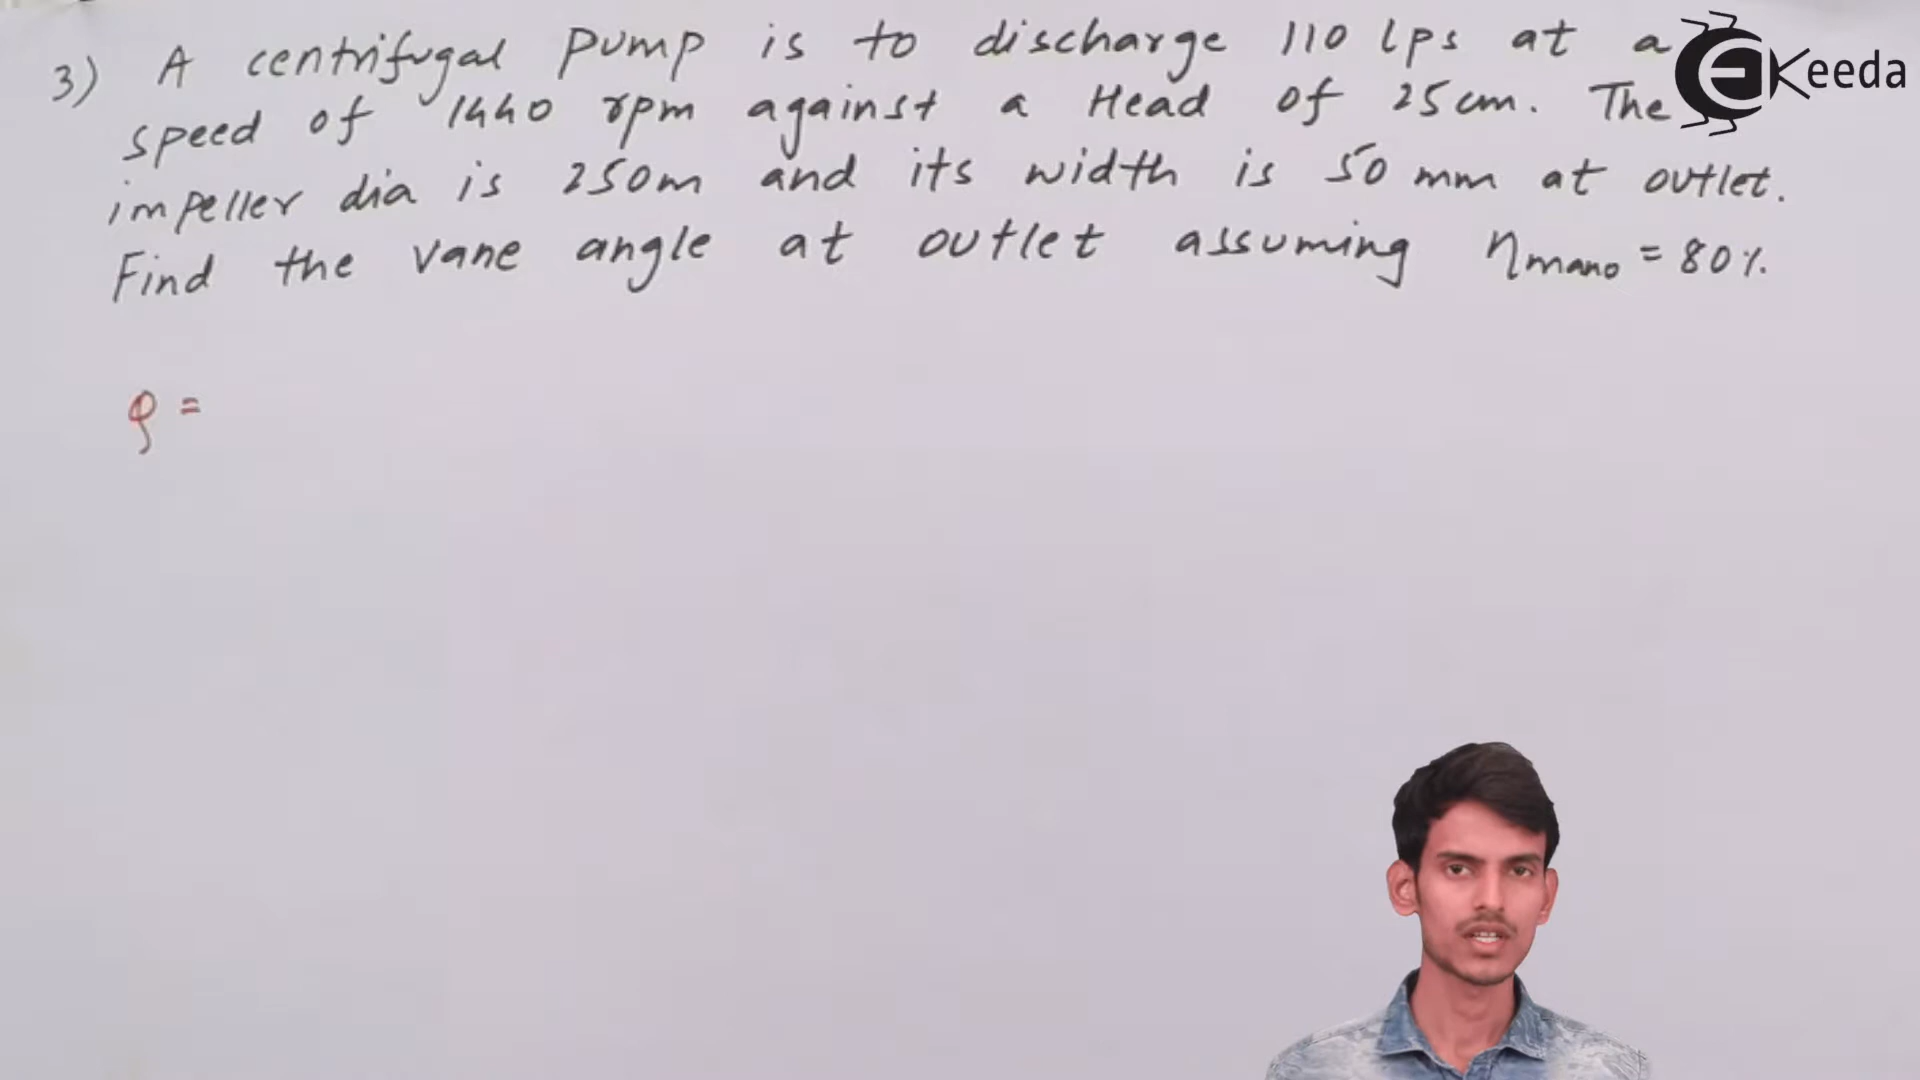 3) A centrifugal pump is to discharge 110 lps at a
speed of 1440 rpm against a Head of 25cm. The
impeller dia is 250m and its width is 50 mm at outlet.
Find the vane angle at outlet assuming ηmano = 80%.
φ =
EKeeda